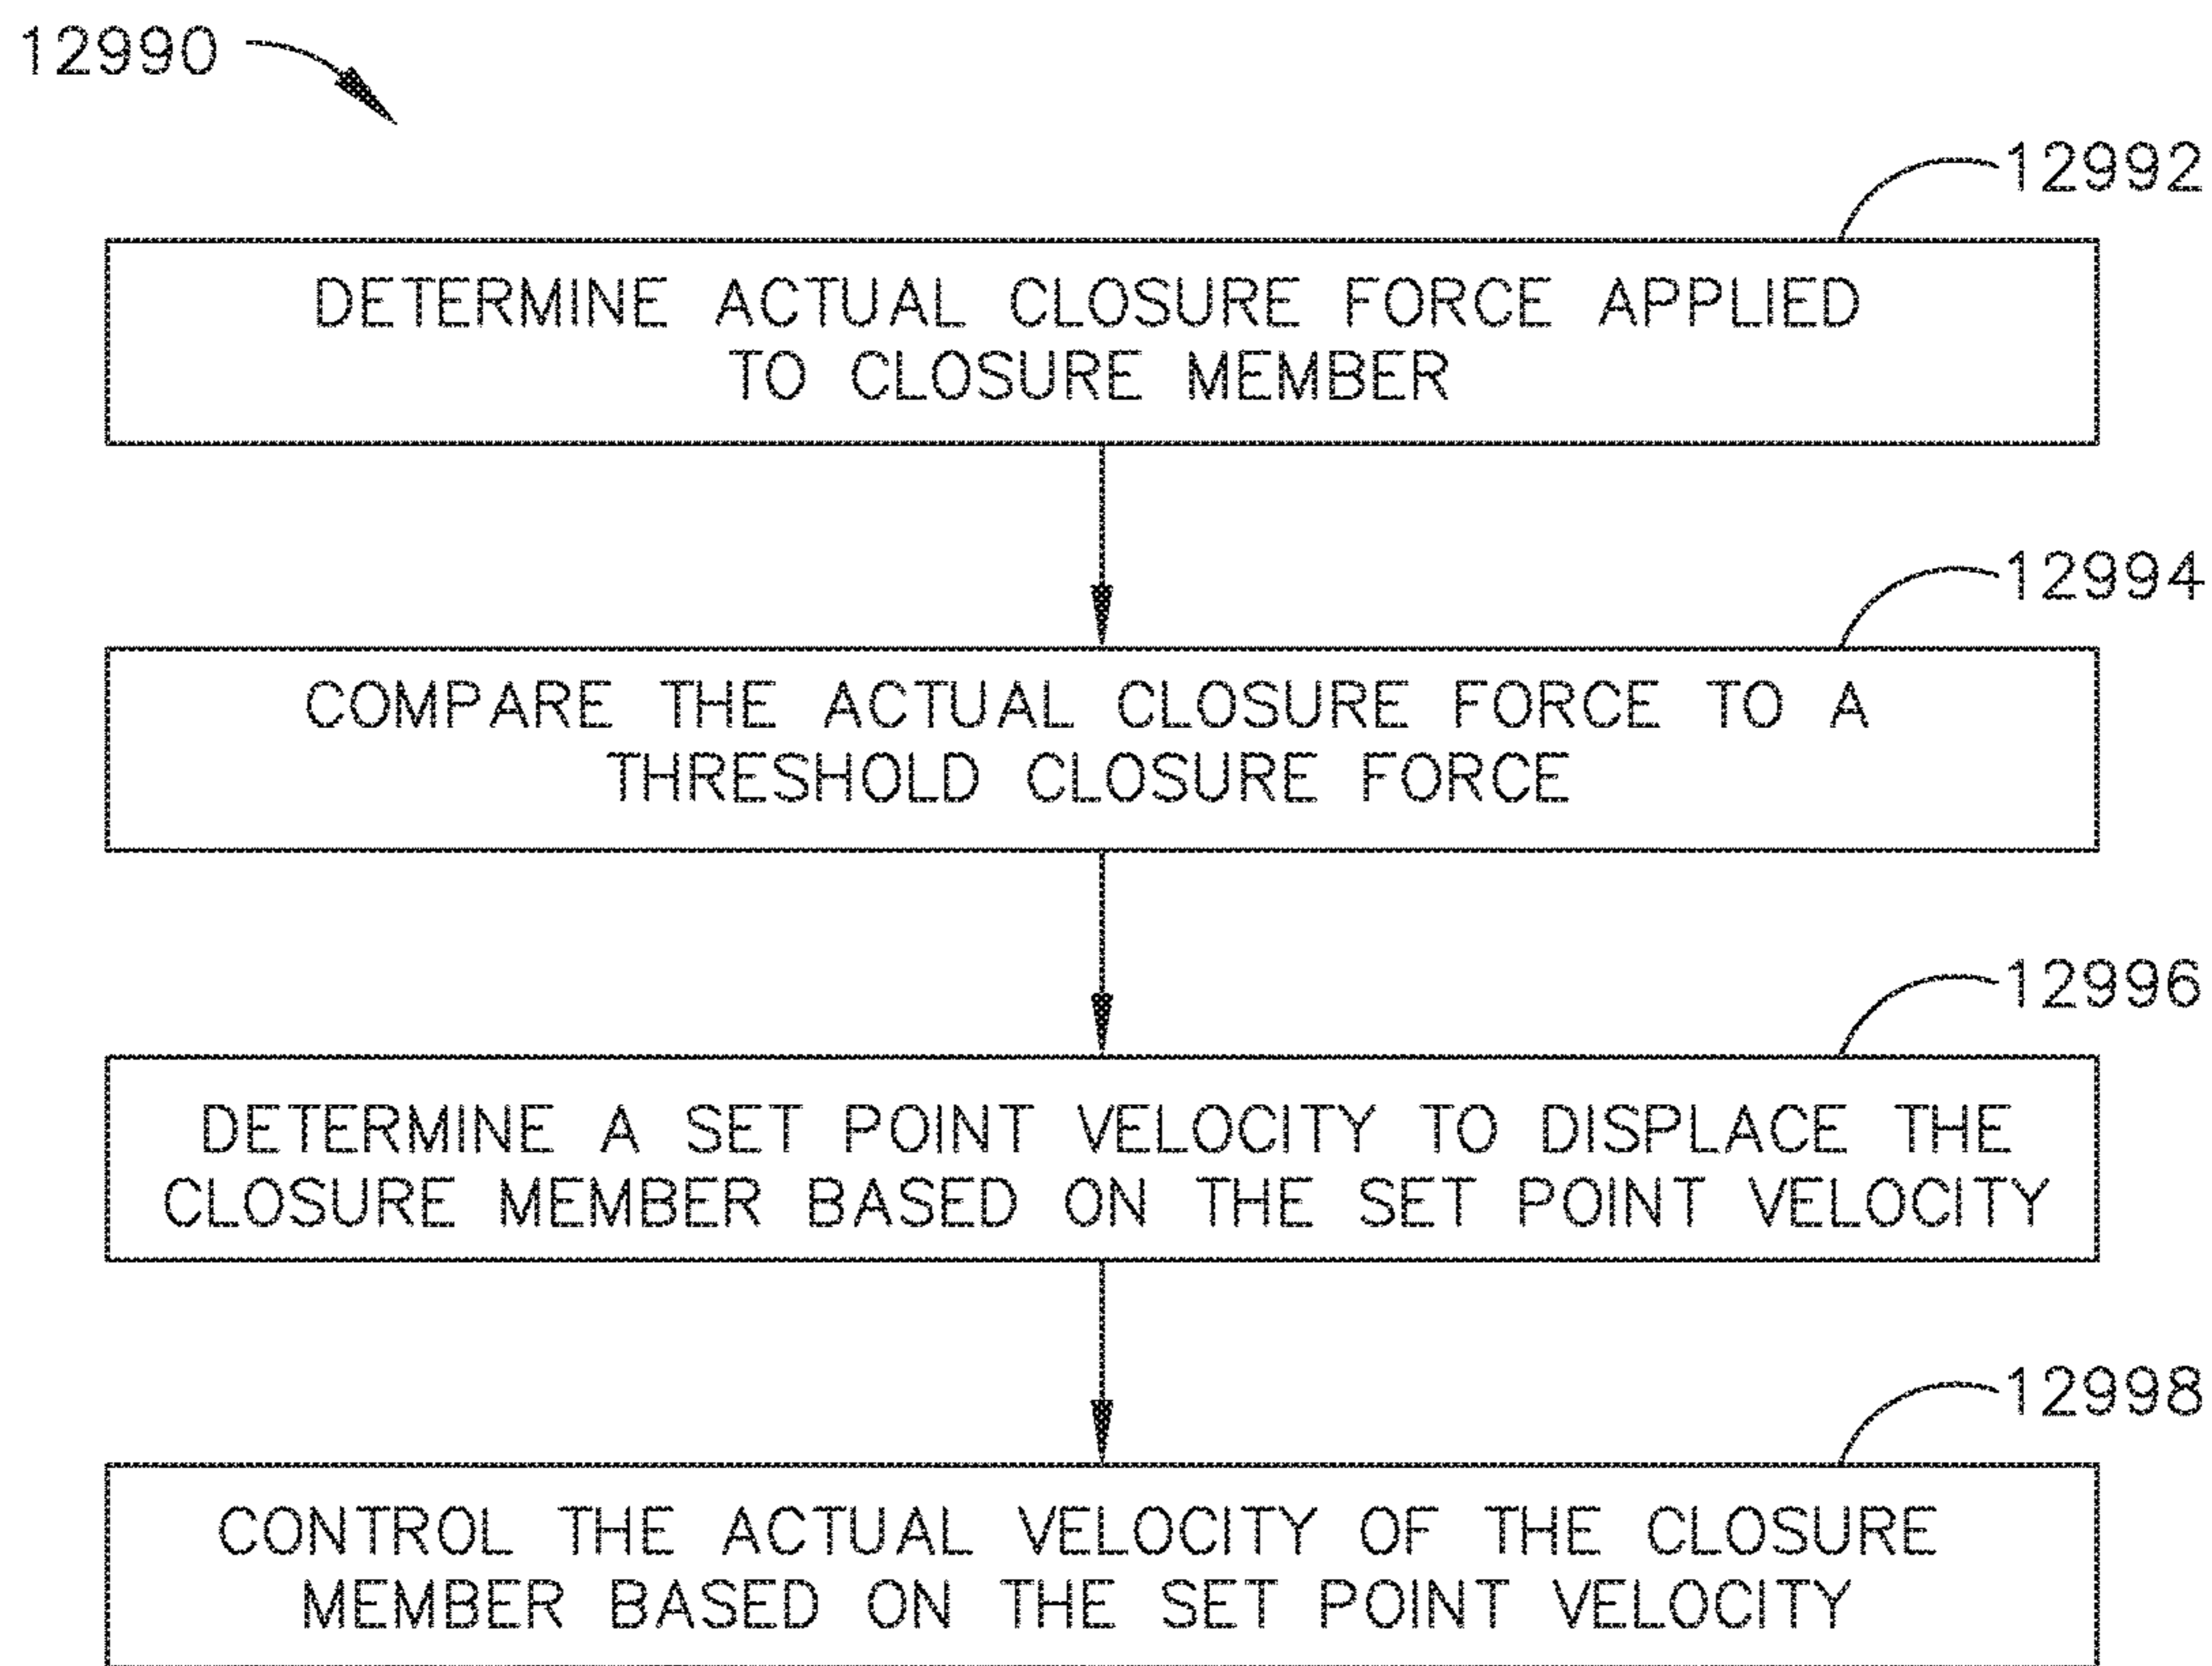 12990
12992
DETERMINE ACTUAL CLOSURE FORCE APPLIED
TO CLOSURE MEMBER
12994
COMPARE THE ACTUAL CLOSURE FORCE TO A
THRESHOLD CLOSURE FORCE
12996
DETERMINE A SET POINT VELOCITY TO DISPLACE THE
CLOSURE MEMBER BASED ON THE SET POINT VELOCITY
12998
CONTROL THE ACTUAL VELOCITY OF THE CLOSURE
MEMBER BASED ON THE SET POINT VELOCITY